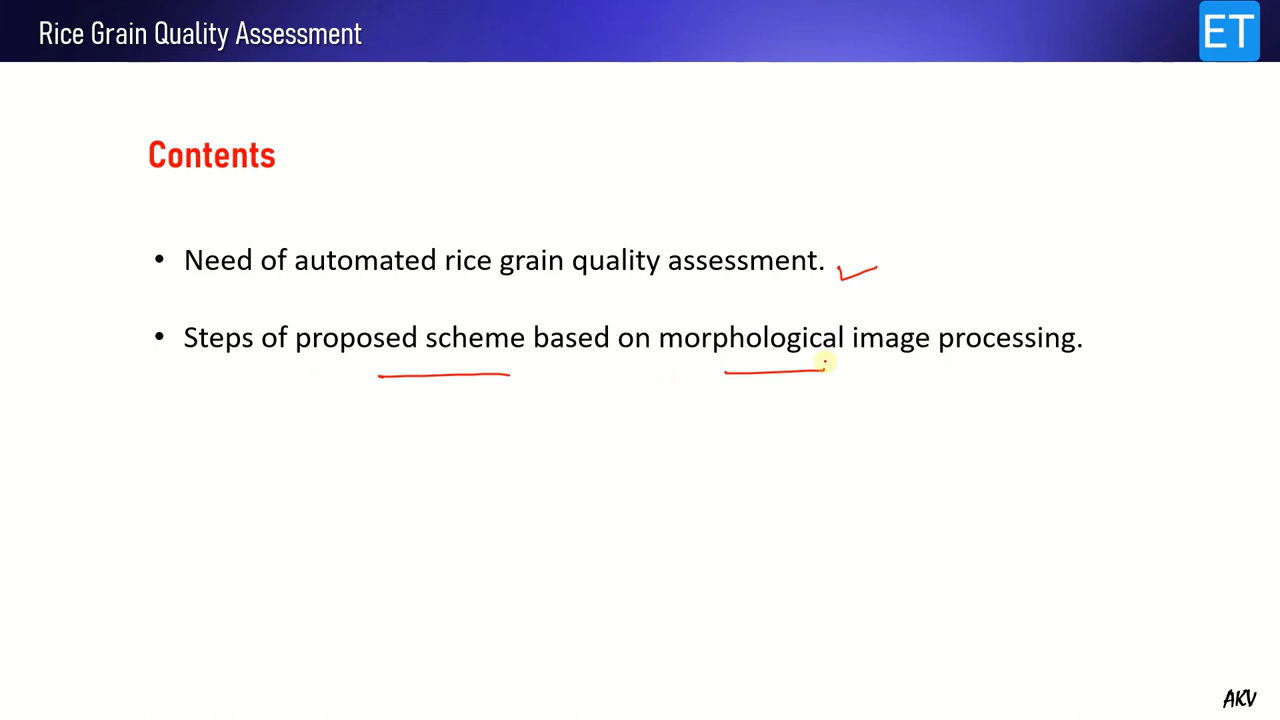 Rice Grain Quality Assessment
ET
Contents
• Need of automated rice grain quality assessment.
• Steps of proposed scheme based on morphological image processing.
AKV